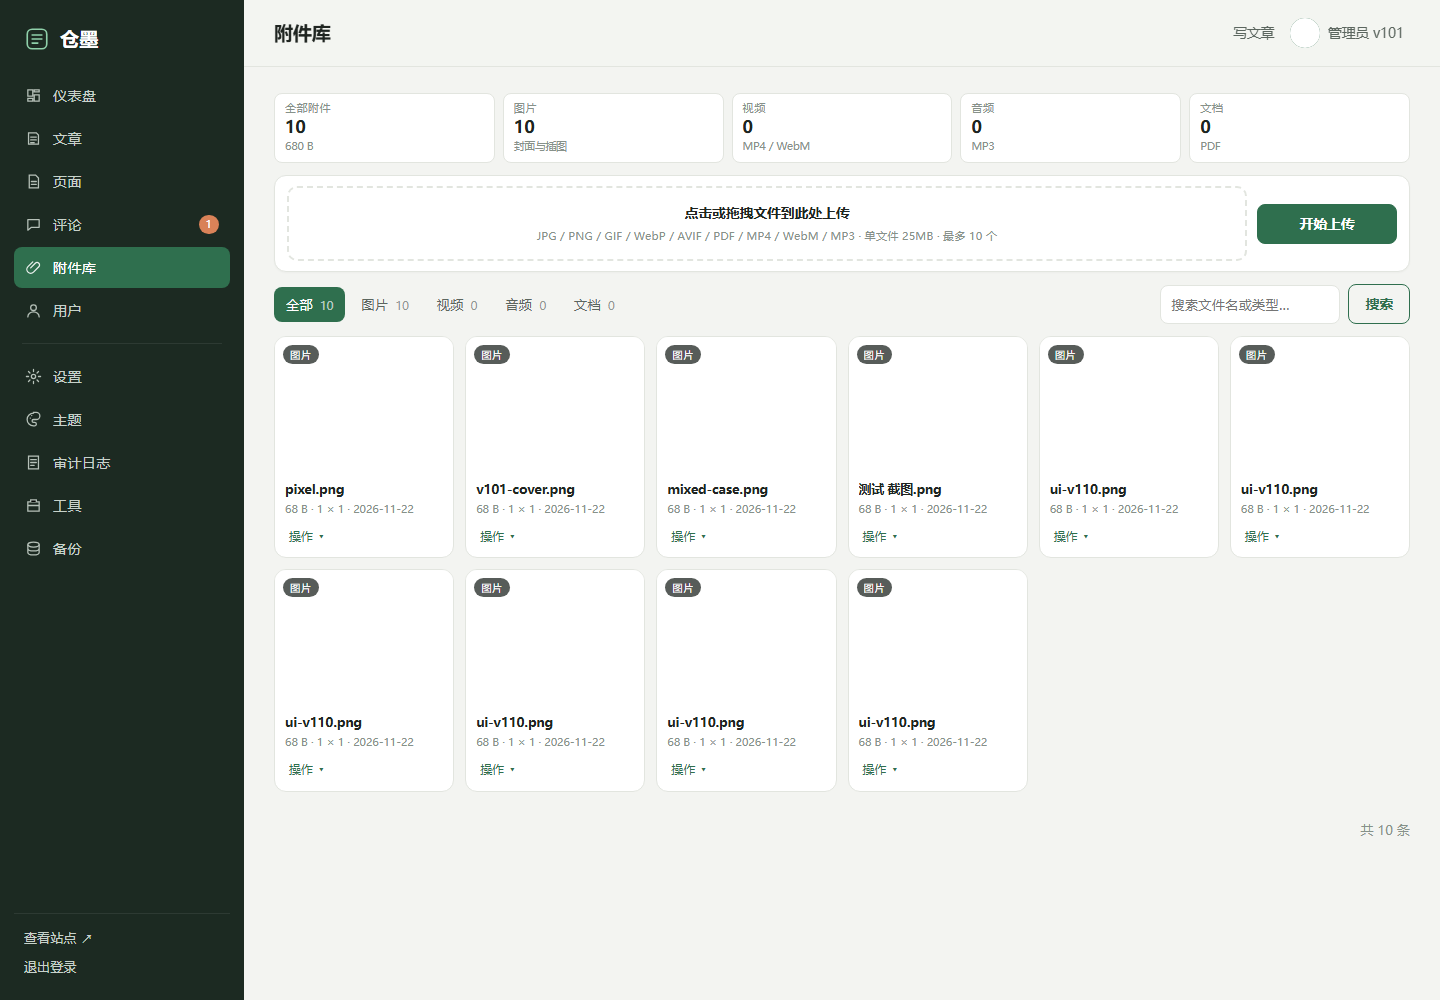 仓墨
仪表盘
文章
页面
评论 1
附件库
用户
设置
主题
审计日志
工具
备份
查看站点 ↗
退出登录
附件库
写文章 管理员 v101
全部附件
10
680 B
图片
10
封面与插图
视频
0
MP4 / WebM
音频
0
MP3
文档
0
PDF
点击或拖拽文件到此处上传
JPG / PNG / GIF / WebP / AVIF / PDF / MP4 / WebM / MP3 · 单文件 25MB · 最多 10 个
开始上传
全部 10 图片 10 视频 0 音频 0 文档 0
搜索文件名或类型... 搜索
图片
pixel.png
68 B · 1 × 1 · 2026-11-22
操作
图片
v101-cover.png
68 B · 1 × 1 · 2026-11-22
操作
图片
mixed-case.png
68 B · 1 × 1 · 2026-11-22
操作
图片
测试 截图.png
68 B · 1 × 1 · 2026-11-22
操作
图片
ui-v110.png
68 B · 1 × 1 · 2026-11-22
操作
图片
ui-v110.png
68 B · 1 × 1 · 2026-11-22
操作
图片
ui-v110.png
68 B · 1 × 1 · 2026-11-22
操作
图片
ui-v110.png
68 B · 1 × 1 · 2026-11-22
操作
图片
ui-v110.png
68 B · 1 × 1 · 2026-11-22
操作
图片
ui-v110.png
68 B · 1 × 1 · 2026-11-22
操作
共 10 条